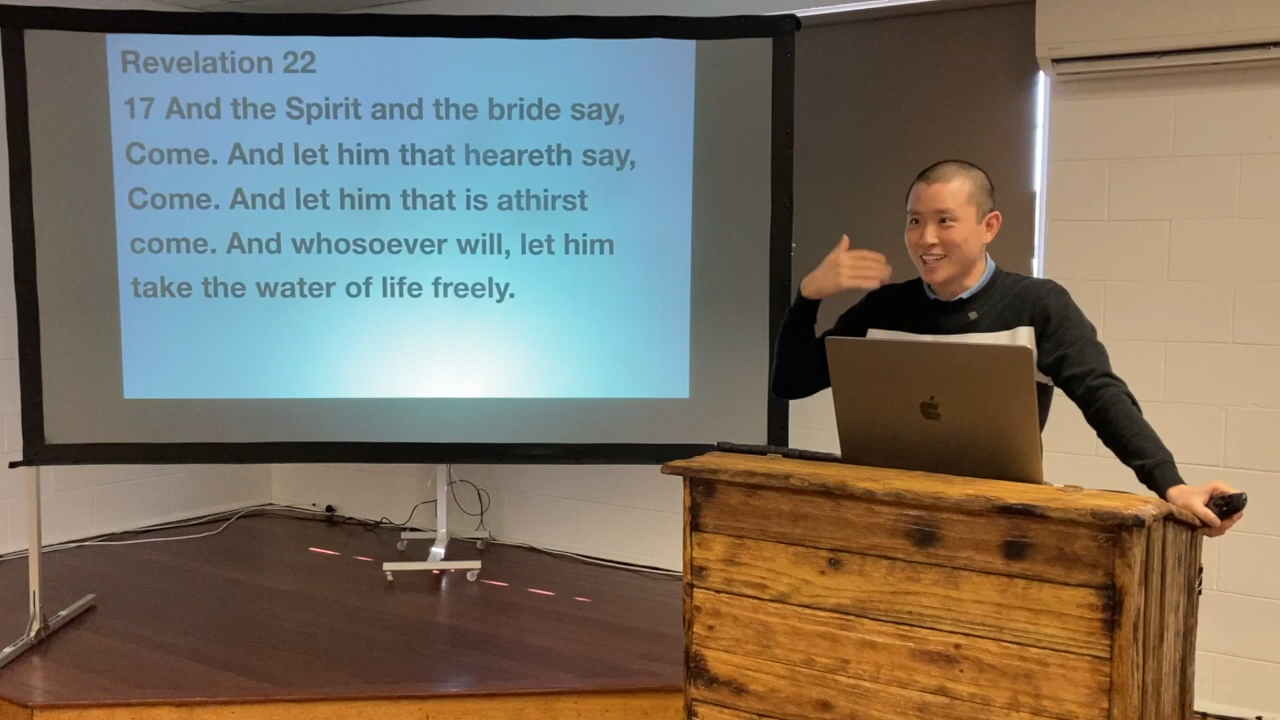 Revelation 22
17 And the Spirit and the bride say,
Come. And let him that heareth say,
Come. And let him that is athirst
come. And whosoever will, let him
take the water of life freely.